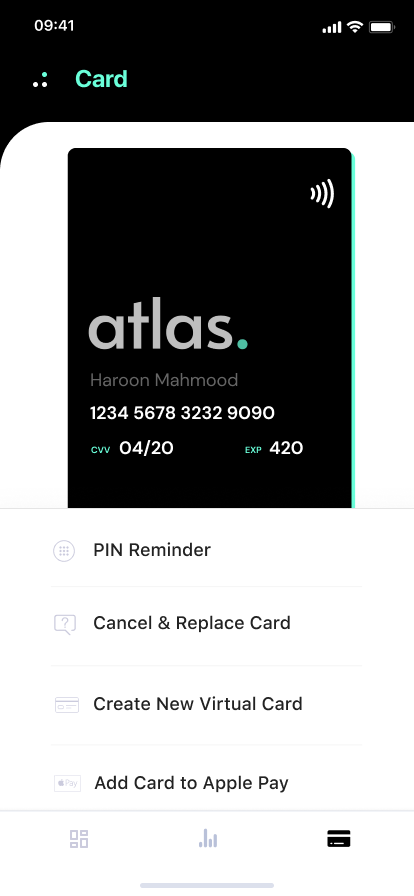 09:41
Card
atlas.
Haroon Mahmood
1234 5678 3232 9090
CVV 04/20 EXP 420
PIN Reminder
Cancel & Replace Card
Create New Virtual Card
Pay Add Card to Apple Pay